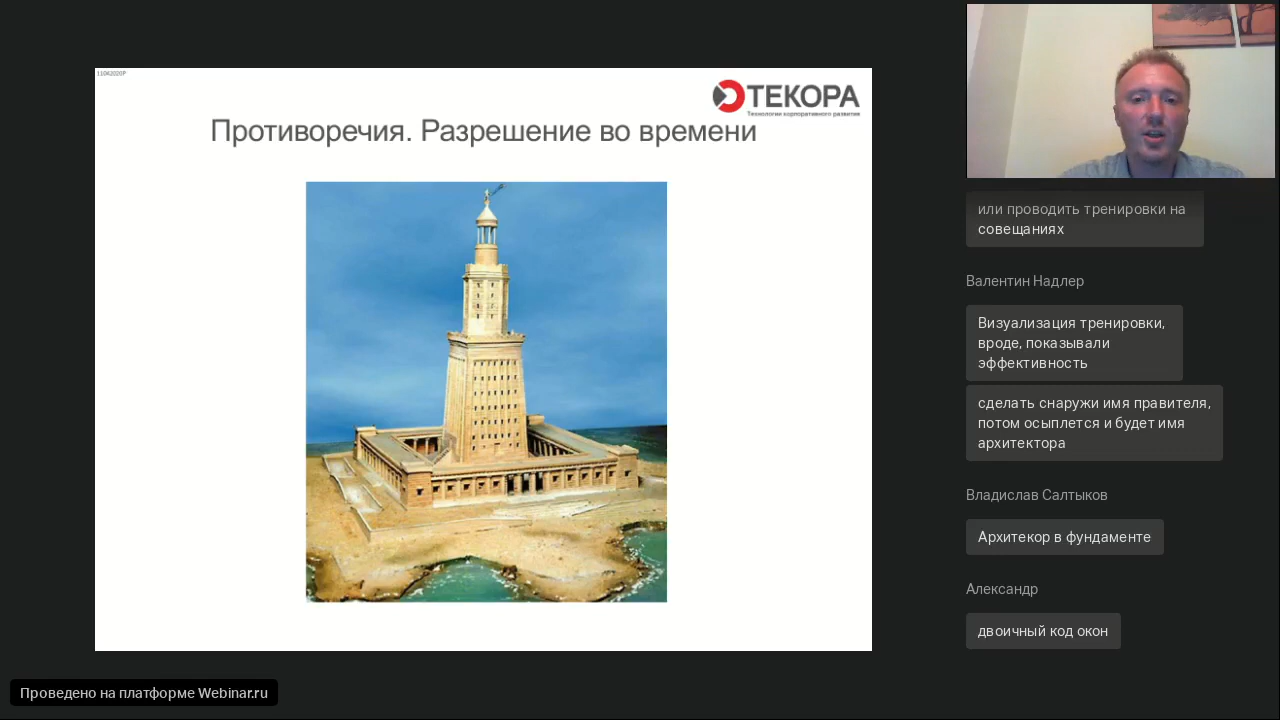 11042020P
ТЕКОРА
Технологии корпоративного развития
Противоречия. Разрешение во времени
или проводить тренировки на
совещаниях
Валентин Надлер
Визуализация тренировки,
вроде, показывали
эффективность
сделать снаружи имя правителя,
потом осыплется и будет имя
архитектора
Владислав Салтыков
Архитекор в фундаменте
Александр
двоичный код окон
Проведено на платформе Webinar.ru